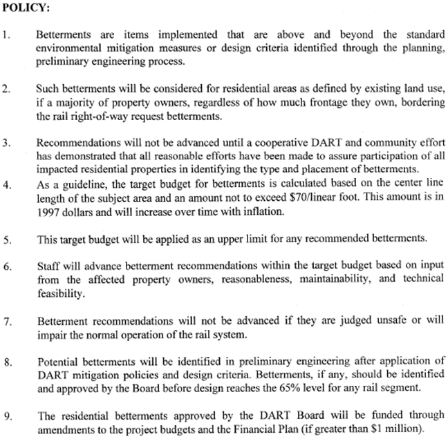 POLICY:
1. Betterments are items implemented that are above and beyond the standard
environmental mitigation measures or design criteria identified through the planning,
preliminary engineering process.
2. Such betterments will be considered for residential areas as defined by existing land use,
if a majority of property owners, regardless of how much frontage they own, bordering
the rail right-of-way request betterments.
3. Recommendations will not be advanced until a cooperative DART and community effort
has demonstrated that all reasonable efforts have been made to assure participation of all
impacted residential properties in identifying the type and placement of betterments.
4. As a guideline, the target budget for betterments is calculated based on the center line
length of the subject area and an amount not to exceed $70/linear foot. This amount is in
1997 dollars and will increase over time with inflation.
5. This target budget will be applied as an upper limit for any recommended betterments.
6. Staff will advance betterment recommendations within the target budget based on input
from the affected property owners, reasonableness, maintainability, and technical
feasibility.
7. Betterment recommendations will not be advanced if they are judged unsafe or will
impair the normal operation of the rail system.
8. Potential betterments will be identified in preliminary engineering after application of
DART mitigation policies and design criteria. Betterments, if any, should be identified
and approved by the Board before design reaches the 65% level for any rail segment.
9. The residential betterments approved by the DART Board will be funded through
amendments to the project budgets and the Financial Plan (if greater than $1 million).